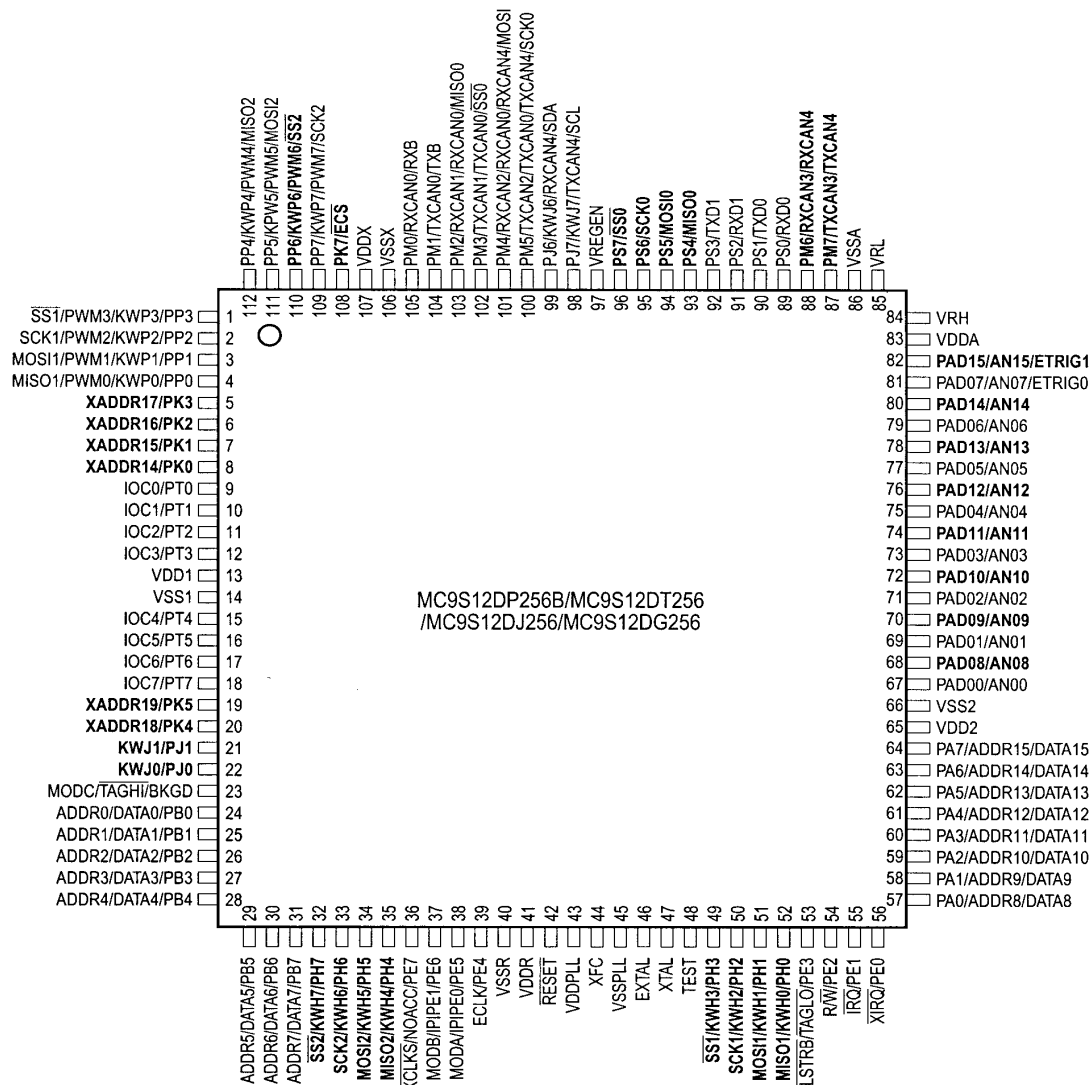 PP4/KWP4/PWM4/MISO2
PP5/KPW5/PWM5/MOSI2
PP6/KWP6/PWM6/SS2
PP7/KWP7/PWM7/SCK2
PK7/ECS
VDDX
VSSX
PM0/RXCAN0/RXB
PM1/TXCAN0/TXB
PM2/RXCAN1/RXCAN0/MISO0
PM3/TXCAN1/TXCAN0/SS0
PM4/RXCAN2/RXCAN0/RXCAN4/MOSI
PM5/TXCAN2/TXCAN0/TXCAN4/SCK0
PJ6/KWJ6/RXCAN4/SDA
PJ7/KWJ7/TXCAN4/SCL
VREGEN
PS7/SS0
PS6/SCK0
PS5/MOSI0
PS4/MISO0
PS3/TXD1
PS2/RXD1
PS1/TXD0
PS0/RXD0
PM6/RXCAN3/RXCAN4
PM7/TXCAN3/TXCAN4
VSSA
VRL
112 111 110 109 108 107 106 105 104 103 102 101 100 99 98 97 96 95 94 93 92 91 90 89 88 87 86 85
SS1/PWM3/KWP3/PP3 1
SCK1/PWM2/KWP2/PP2 2
MOSI1/PWM1/KWP1/PP1 3
MISO1/PWM0/KWP0/PP0 4
XADDR17/PK3 5
XADDR16/PK2 6
XADDR15/PK1 7
XADDR14/PK0 8
IOC0/PT0 9
IOC1/PT1 10
IOC2/PT2 11
IOC3/PT3 12
VDD1 13
VSS1 14
IOC4/PT4 15
IOC5/PT5 16
IOC6/PT6 17
IOC7/PT7 18
XADDR19/PK5 19
XADDR18/PK4 20
KWJ1/PJ1 21
KWJ0/PJ0 22
MODC/TAGHI/BKGD 23
ADDR0/DATA0/PB0 24
ADDR1/DATA1/PB1 25
ADDR2/DATA2/PB2 26
ADDR3/DATA3/PB3 27
ADDR4/DATA4/PB4 28
MC9S12DP256B/MC9S12DT256
/MC9S12DJ256/MC9S12DG256
84 VRH
83 VDDA
82 PAD15/AN15/ETRIG1
81 PAD07/AN07/ETRIG0
80 PAD14/AN14
79 PAD06/AN06
78 PAD13/AN13
77 PAD05/AN05
76 PAD12/AN12
75 PAD04/AN04
74 PAD11/AN11
73 PAD03/AN03
72 PAD10/AN10
71 PAD02/AN02
70 PAD09/AN09
69 PAD01/AN01
68 PAD08/AN08
67 PAD00/AN00
66 VSS2
65 VDD2
64 PA7/ADDR15/DATA15
63 PA6/ADDR14/DATA14
62 PA5/ADDR13/DATA13
61 PA4/ADDR12/DATA12
60 PA3/ADDR11/DATA11
59 PA2/ADDR10/DATA10
58 PA1/ADDR9/DATA9
57 PA0/ADDR8/DATA8
29 30 31 32 33 34 35 36 37 38 39 40 41 42 43 44 45 46 47 48 49 50 51 52 53 54 55 56
ADDR5/DATA5/PB5
ADDR6/DATA6/PB6
ADDR7/DATA7/PB7
SS2/KWH7/PH7
SCK2/KWH6/PH6
MOSI2/KWH5/PH5
MISO2/KWH4/PH4
XCLKS/NOACC/PE7
MODB/IPIPE1/PE6
MODA/IPIPE0/PE5
ECLK/PE4
VSSR
VDDR
RESET
VDDPLL
XFC
VSSPLL
EXTAL
XTAL
TEST
SS1/KWH3/PH3
SCK1/KWH2/PH2
MOSI1/KWH1/PH1
MISO1/KWH0/PH0
LSTRB/TAGLO/PE3
R/W/PE2
IRQ/PE1
XIRQ/PE0